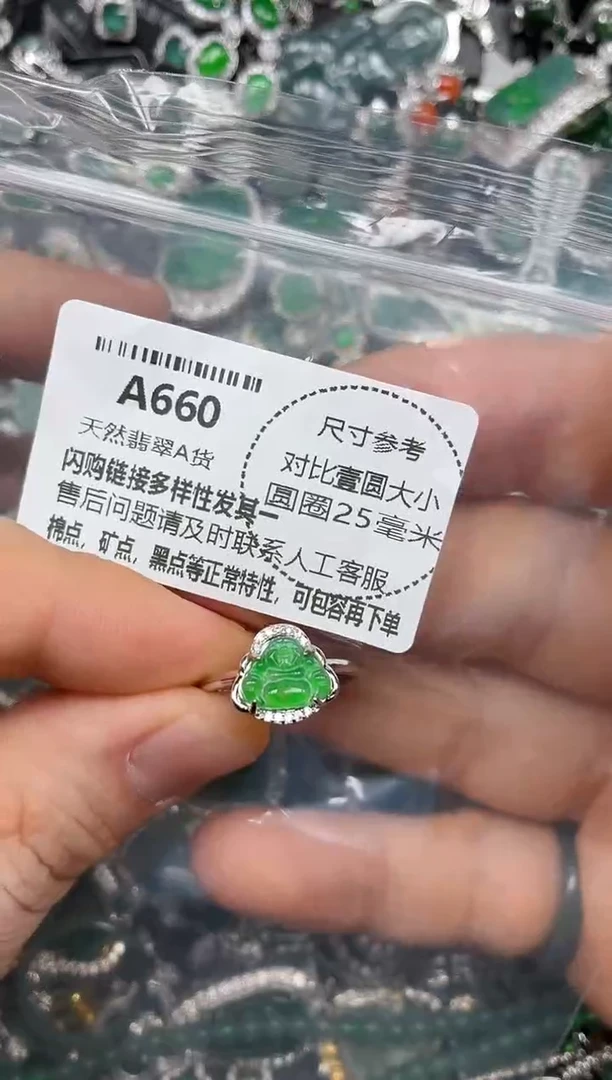 A660
天然翡翠A货
闪购链接多样性发其一
售后问题请及时联系人工客服
棉点,矿点,黑点等正常特性,可包容再下单
尺寸参考
对比壹圆大小
圆圈25毫米